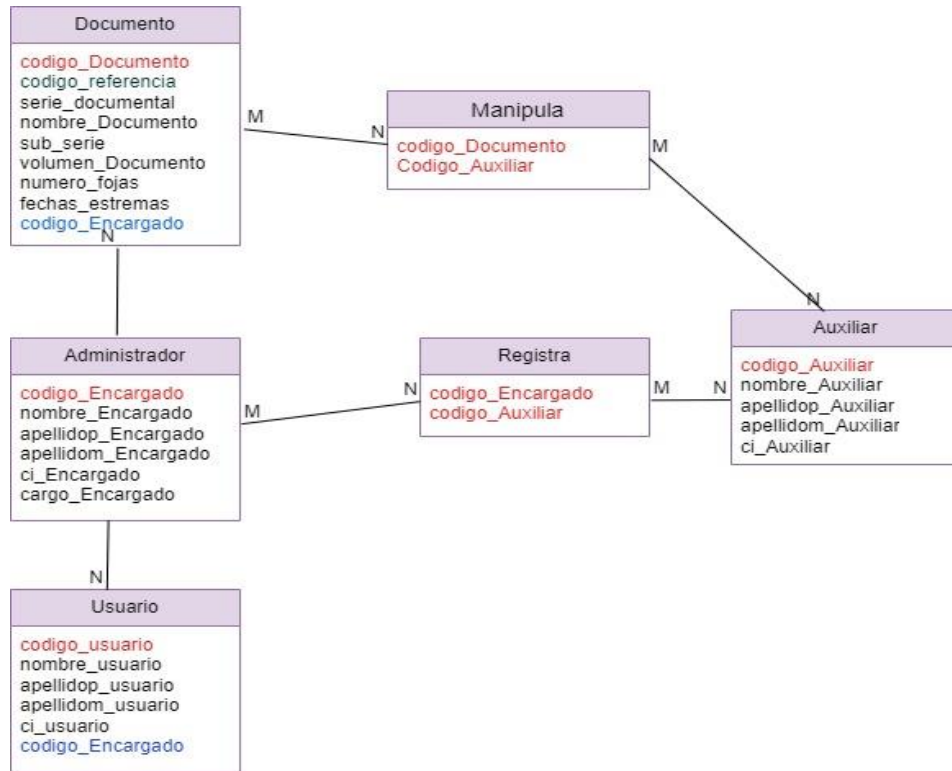 Documento
codigo_Documento
codigo_referencia
serie_documental
nombre_Documento
sub_serie
volumen_Documento
numero_fojas
fechas_estremas
codigo_Encargado
N
M
N
Manipula
codigo_Documento
Codigo_Auxiliar
M
N
Administrador
codigo_Encargado
nombre_Encargado
apellidop_Encargado
apellidom_Encargado
ci_Encargado
cargo_Encargado
M
N
Registra
codigo_Encargado
codigo_Auxiliar
M
N
Auxiliar
codigo_Auxiliar
nombre_Auxiliar
apellidop_Auxiliar
apellidom_Auxiliar
ci_Auxiliar
N
Usuario
codigo_usuario
nombre_usuario
apellidop_usuario
apellidom_usuario
ci_usuario
codigo_Encargado